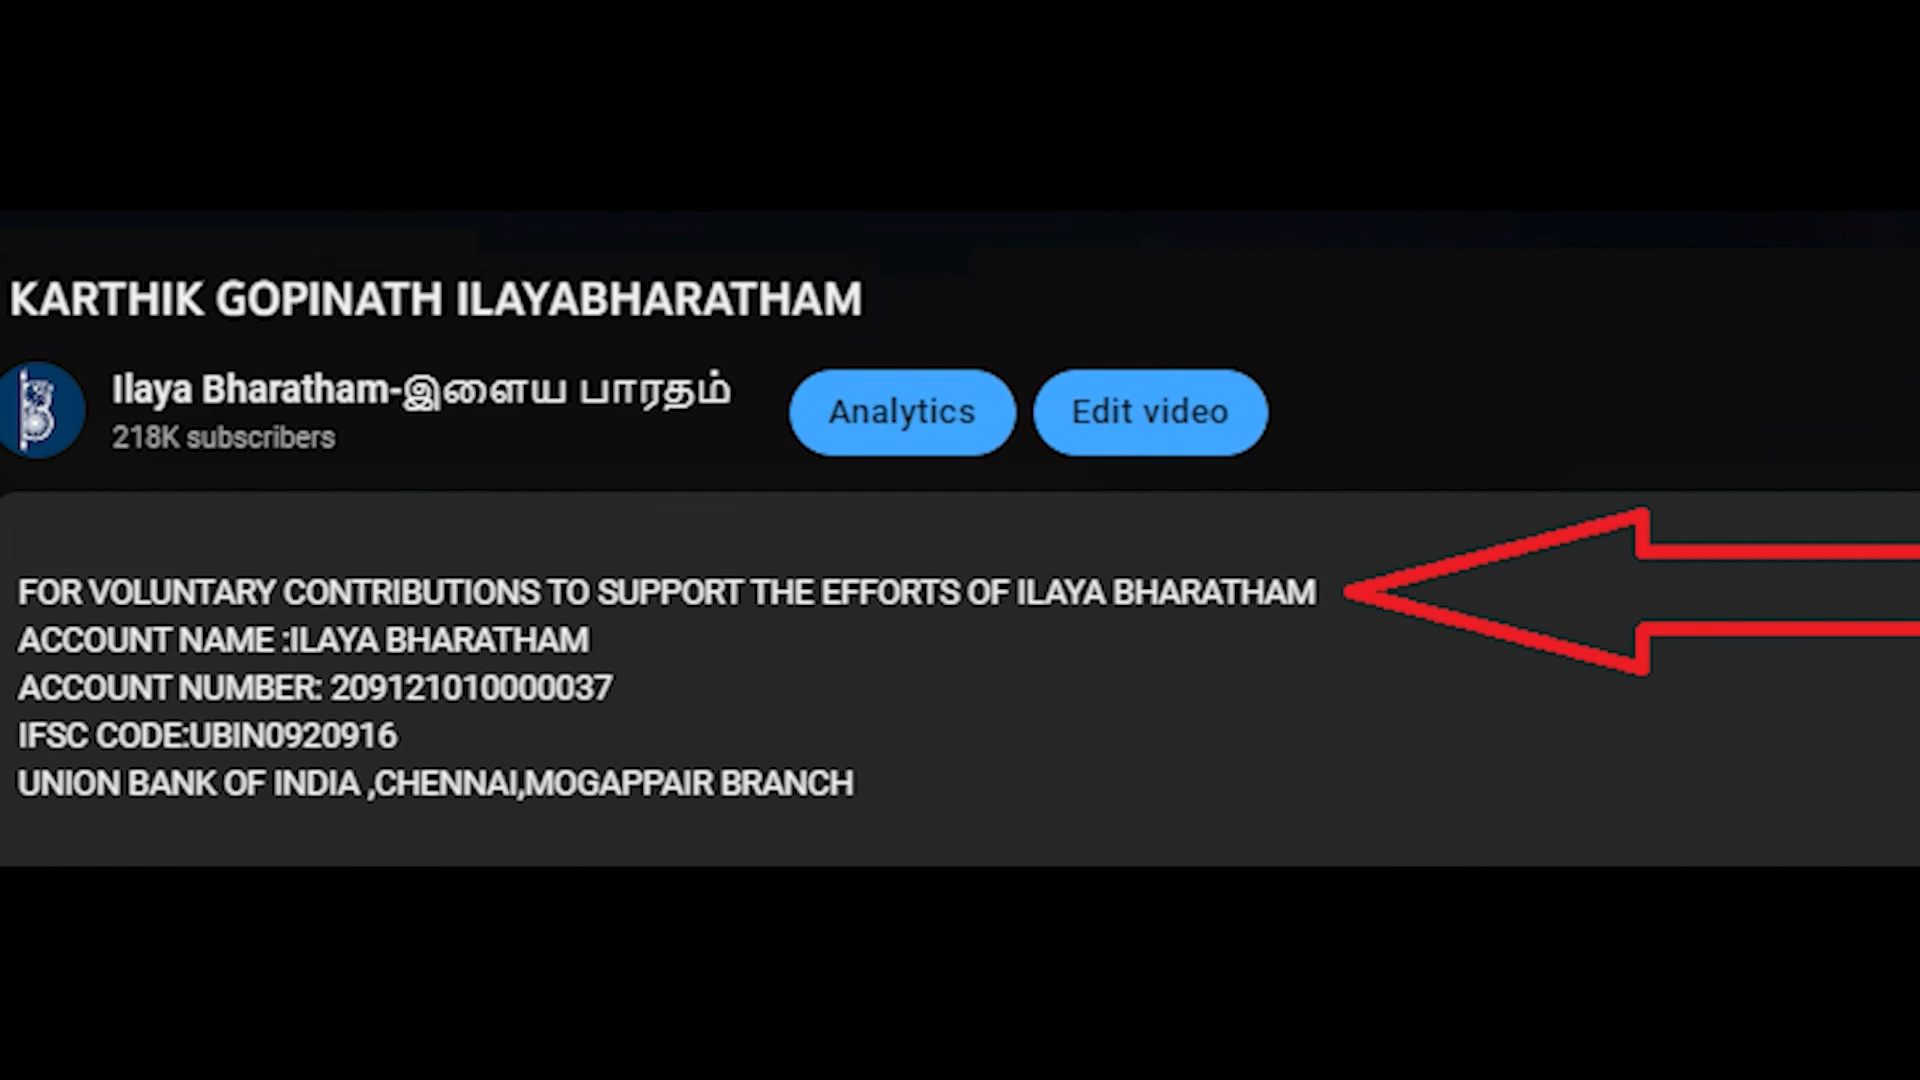 KARTHIK GOPINATH ILAYABHARATHAM
Ilaya Bharatham-இளைய பாரதம்
218K subscribers
Analytics
Edit video
FOR VOLUNTARY CONTRIBUTIONS TO SUPPORT THE EFFORTS OF ILAYA BHARATHAM
ACCOUNT NAME :ILAYA BHARATHAM
ACCOUNT NUMBER: 209121010000037
IFSC CODE:UBIN0920916
UNION BANK OF INDIA ,CHENNAI,MOGAPPAIR BRANCH